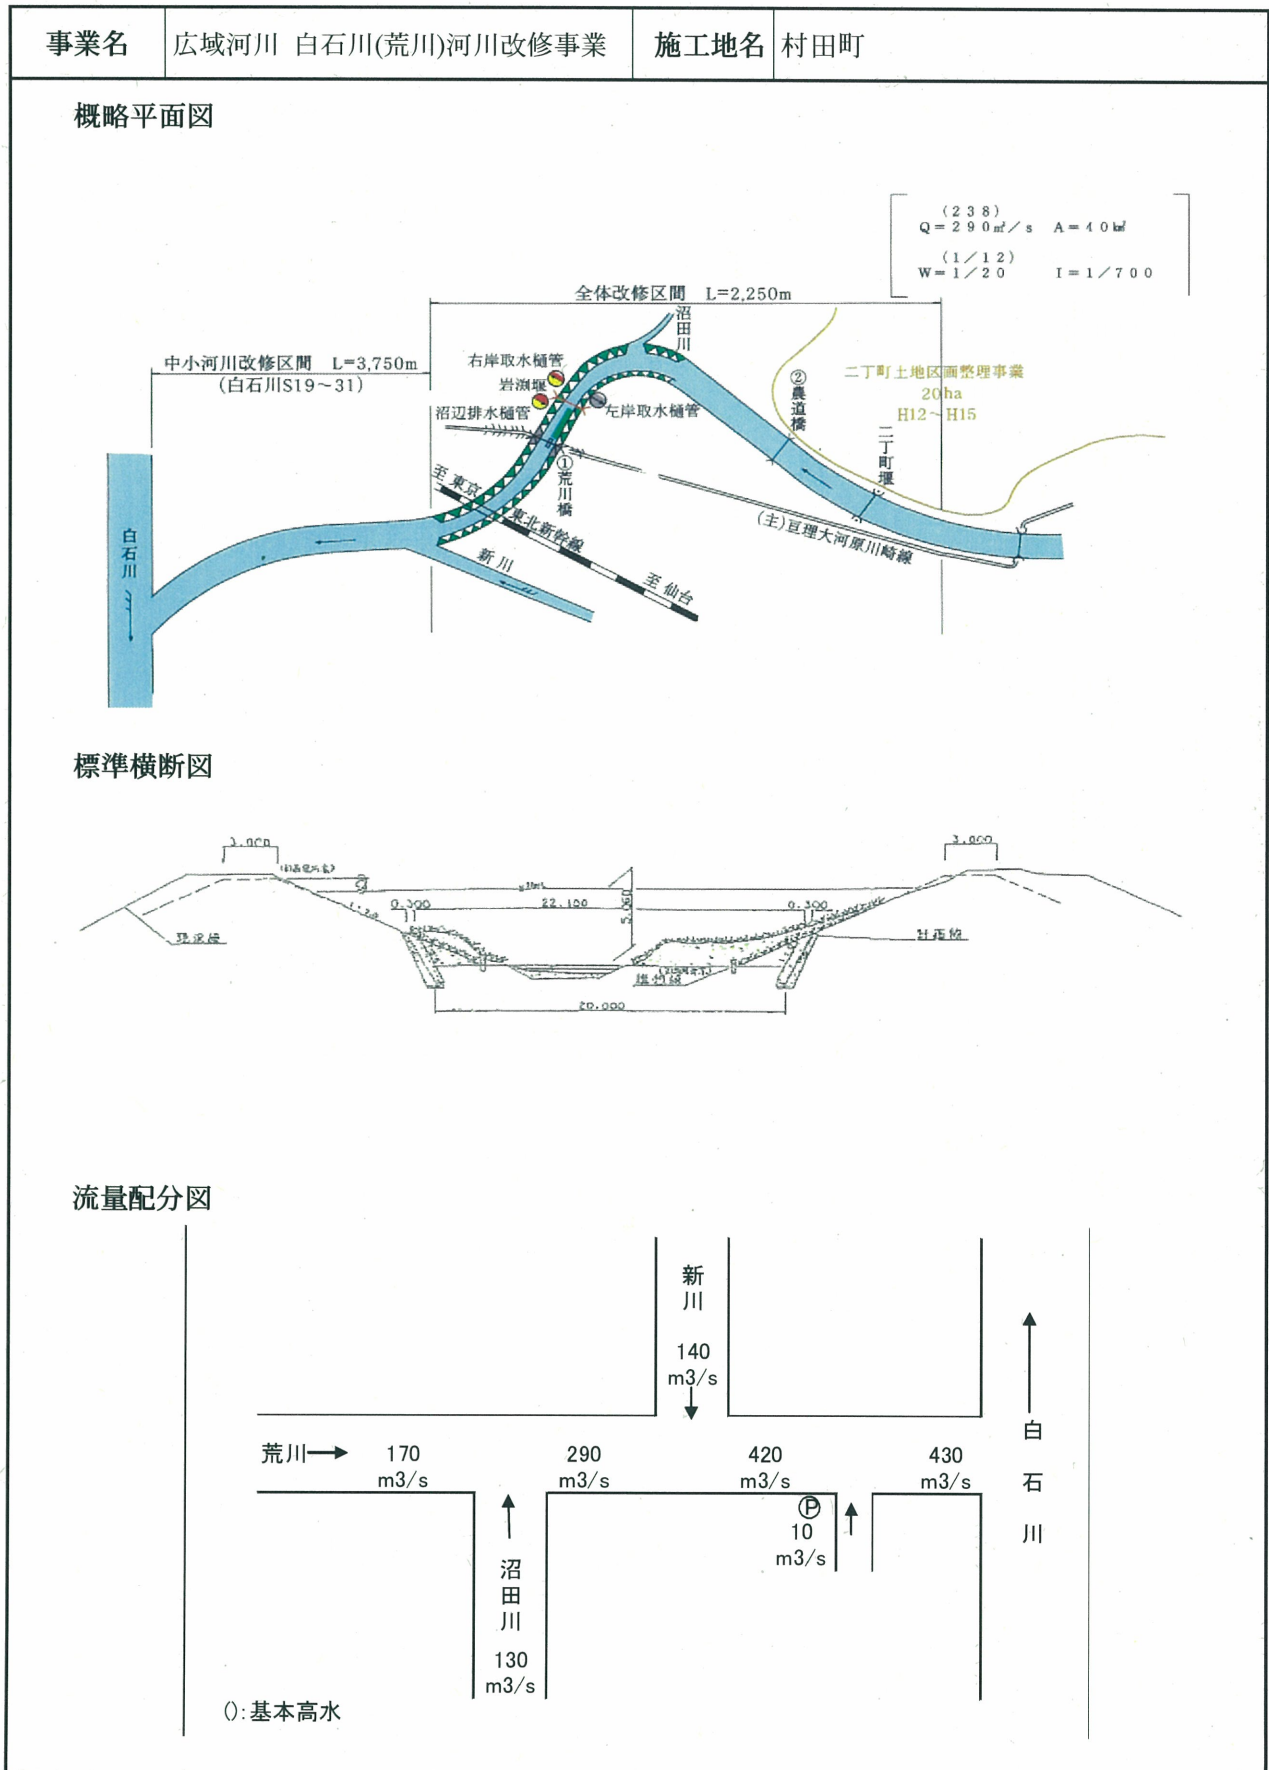 事業名 広域河川 白石川(荒川)河川改修事業 施工地名 村田町
概略平面図
(238)
Q=290㎥/s A=40㎢
(1/12)
W=1/20 I=1/700
全体改修区間 L=2,250m
中小河川改修区間 L=3,750m
(白石川S19~31)
沼田川
右岸取水樋管
岩渕堰
沼辺排水樋管
左岸取水樋管
②農道橋
二丁町土地区画整理事業
20ha
H12~H15
二丁町堰
①荒川橋
至 東京
東北新幹線
至 仙台
(主)亘理大河原川崎線
新川
白石川
標準横断図
3.000
3.000
0.300
22.100
0.300
5.060
計画線
20.000
流量配分図
新川
140
m3/s
荒川
170
m3/s
290
m3/s
420
m3/s
430
m3/s
白石川
P
10
m3/s
沼田川
130
m3/s
():基本高水